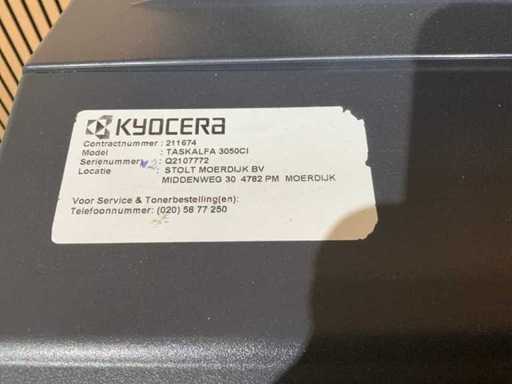 KYOCERA
Contractnummer : 211674
Model : TASKALFA 3050CI
Serienummer : Q2107772
Locatie : STOLT MOERDIJK BV
MIDDENWEG 30 4782 PM MOERDIJK
Voor Service & Tonerbestelling(en):
Telefoonnummer: (020) 58 77 250